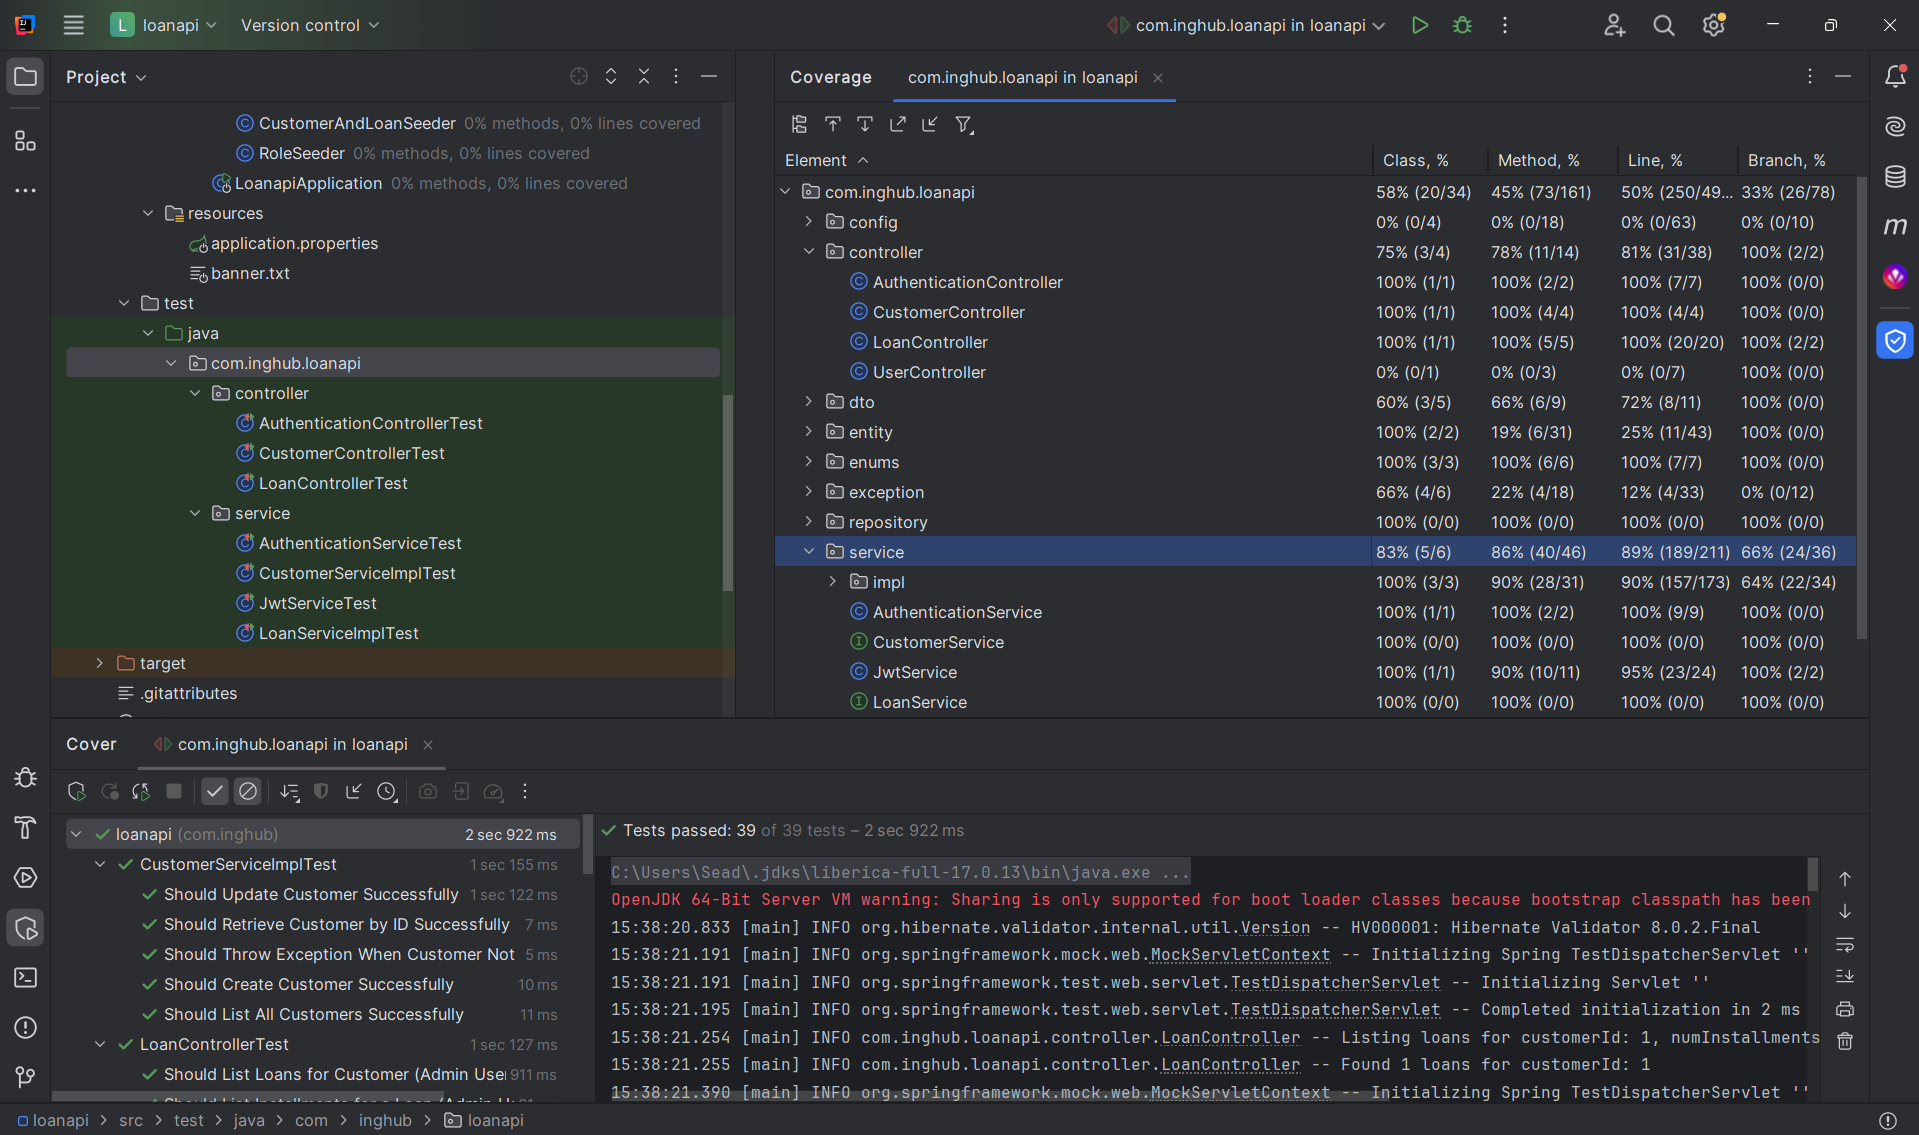 L loanapi Version control com.inghub.loanapi in loanapi
Project
CustomerAndLoanSeeder 0% methods, 0% lines covered
RoleSeeder 0% methods, 0% lines covered
LoanapiApplication 0% methods, 0% lines covered
resources
application.properties
banner.txt
test
java
com.inghub.loanapi
controller
AuthenticationControllerTest
CustomerControllerTest
LoanControllerTest
service
AuthenticationServiceTest
CustomerServiceImplTest
JwtServiceTest
LoanServiceImplTest
target
.gitattributes
Coverage com.inghub.loanapi in loanapi
Element Class, % Method, % Line, % Branch, %
com.inghub.loanapi 58% (20/34) 45% (73/161) 50% (250/49... 33% (26/78)
config 0% (0/4) 0% (0/18) 0% (0/63) 0% (0/10)
controller 75% (3/4) 78% (11/14) 81% (31/38) 100% (2/2)
AuthenticationController 100% (1/1) 100% (2/2) 100% (7/7) 100% (0/0)
CustomerController 100% (1/1) 100% (4/4) 100% (4/4) 100% (0/0)
LoanController 100% (1/1) 100% (5/5) 100% (20/20) 100% (2/2)
UserController 0% (0/1) 0% (0/3) 0% (0/7) 100% (0/0)
dto 60% (3/5) 66% (6/9) 72% (8/11) 100% (0/0)
entity 100% (2/2) 19% (6/31) 25% (11/43) 100% (0/0)
enums 100% (3/3) 100% (6/6) 100% (7/7) 100% (0/0)
exception 66% (4/6) 22% (4/18) 12% (4/33) 0% (0/12)
repository 100% (0/0) 100% (0/0) 100% (0/0) 100% (0/0)
service 83% (5/6) 86% (40/46) 89% (189/211) 66% (24/36)
impl 100% (3/3) 90% (28/31) 90% (157/173) 64% (22/34)
AuthenticationService 100% (1/1) 100% (2/2) 100% (9/9) 100% (0/0)
CustomerService 100% (0/0) 100% (0/0) 100% (0/0) 100% (0/0)
JwtService 100% (1/1) 90% (10/11) 95% (23/24) 100% (2/2)
LoanService 100% (0/0) 100% (0/0) 100% (0/0) 100% (0/0)
m
Cover com.inghub.loanapi in loanapi
loanapi (com.inghub) 2 sec 922 ms
CustomerServiceImplTest 1 sec 155 ms
Should Update Customer Successfully 1 sec 122 ms
Should Retrieve Customer by ID Successfully 7 ms
Should Throw Exception When Customer Not 5 ms
Should Create Customer Successfully 10 ms
Should List All Customers Successfully 11 ms
LoanControllerTest 1 sec 127 ms
Should List Loans for Customer (Admin User 911 ms
Should List Installments for a Loan (Admin
Tests passed: 39 of 39 tests – 2 sec 922 ms
C:\Users\Sead\.jdks\liberica-full-17.0.13\bin\java.exe ...
OpenJDK 64-Bit Server VM warning: Sharing is only supported for boot loader classes because bootstrap classpath has been
15:38:20.833 [main] INFO org.hibernate.validator.internal.util.Version -- HV000001: Hibernate Validator 8.0.2.Final
15:38:21.191 [main] INFO org.springframework.mock.web.MockServletContext -- Initializing Spring TestDispatcherServlet ''
15:38:21.191 [main] INFO org.springframework.test.web.servlet.TestDispatcherServlet -- Initializing Servlet ''
15:38:21.195 [main] INFO org.springframework.test.web.servlet.TestDispatcherServlet -- Completed initialization in 2 ms
15:38:21.254 [main] INFO com.inghub.loanapi.controller.LoanController -- Listing loans for customerId: 1, numInstallments
15:38:21.255 [main] INFO com.inghub.loanapi.controller.LoanController -- Found 1 loans for customerId: 1
15:38:21.390 [main] INFO org.springframework.mock.web.MockServletContext -- Initializing Spring TestDispatcherServlet ''
loanapi > src > test > java > com > inghub > loanapi